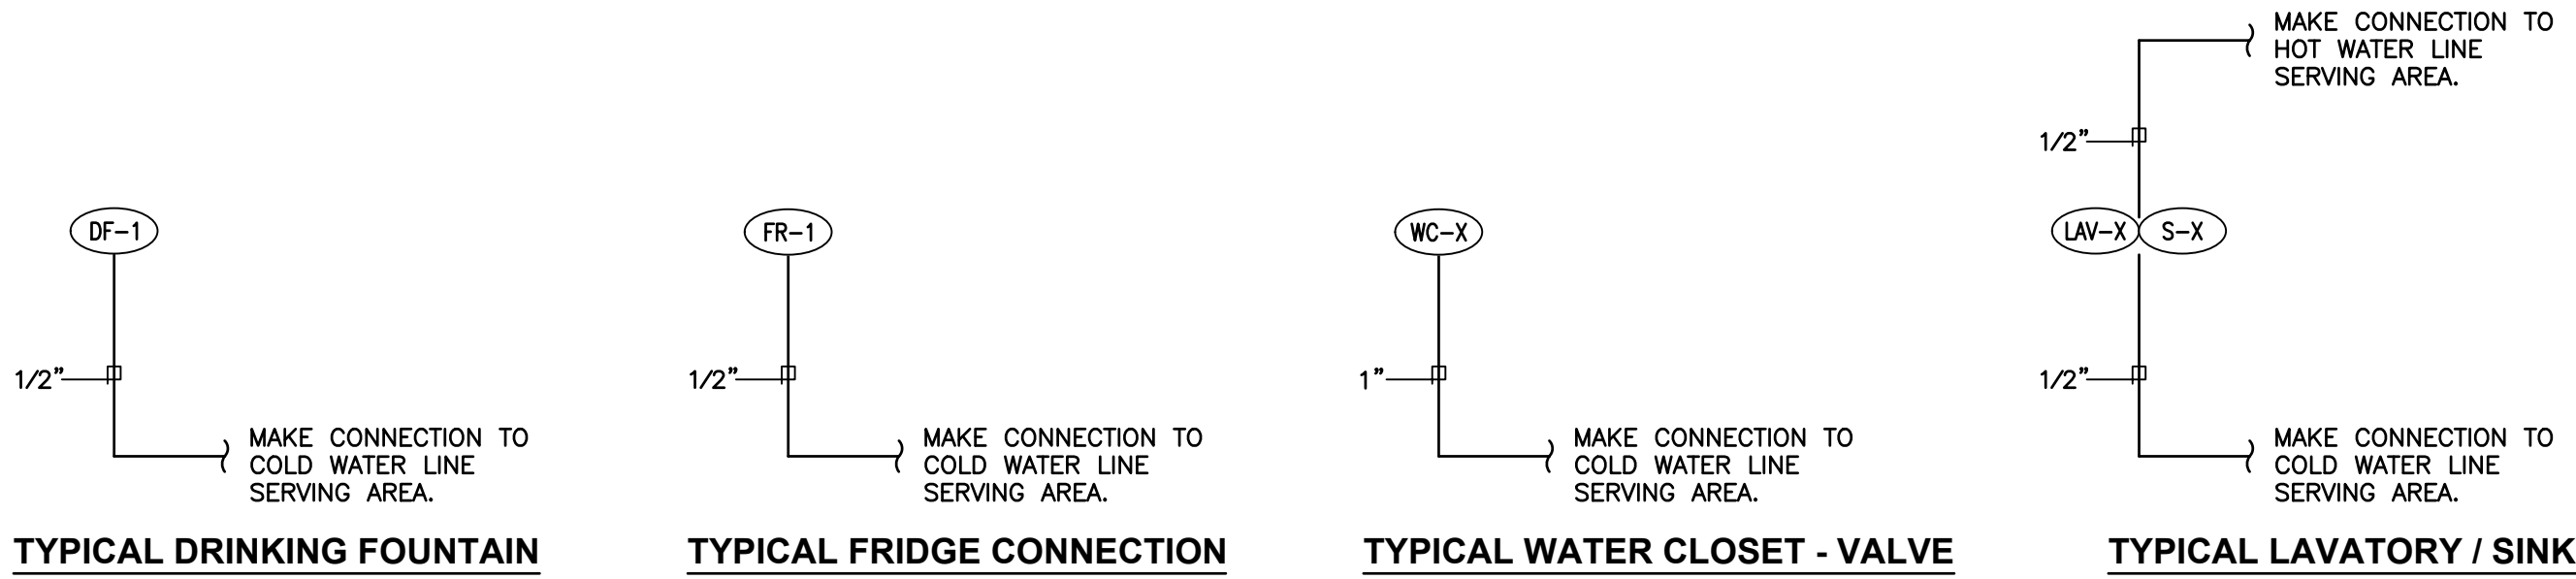 DF-1
1/2"
MAKE CONNECTION TO
COLD WATER LINE
SERVING AREA.
TYPICAL DRINKING FOUNTAIN
FR-1
1/2"
MAKE CONNECTION TO
COLD WATER LINE
SERVING AREA.
TYPICAL FRIDGE CONNECTION
WC-X
1"
MAKE CONNECTION TO
COLD WATER LINE
SERVING AREA.
TYPICAL WATER CLOSET - VALVE
MAKE CONNECTION TO
HOT WATER LINE
SERVING AREA.
1/2"
LAV-X S-X
1/2"
MAKE CONNECTION TO
COLD WATER LINE
SERVING AREA.
TYPICAL LAVATORY / SINK